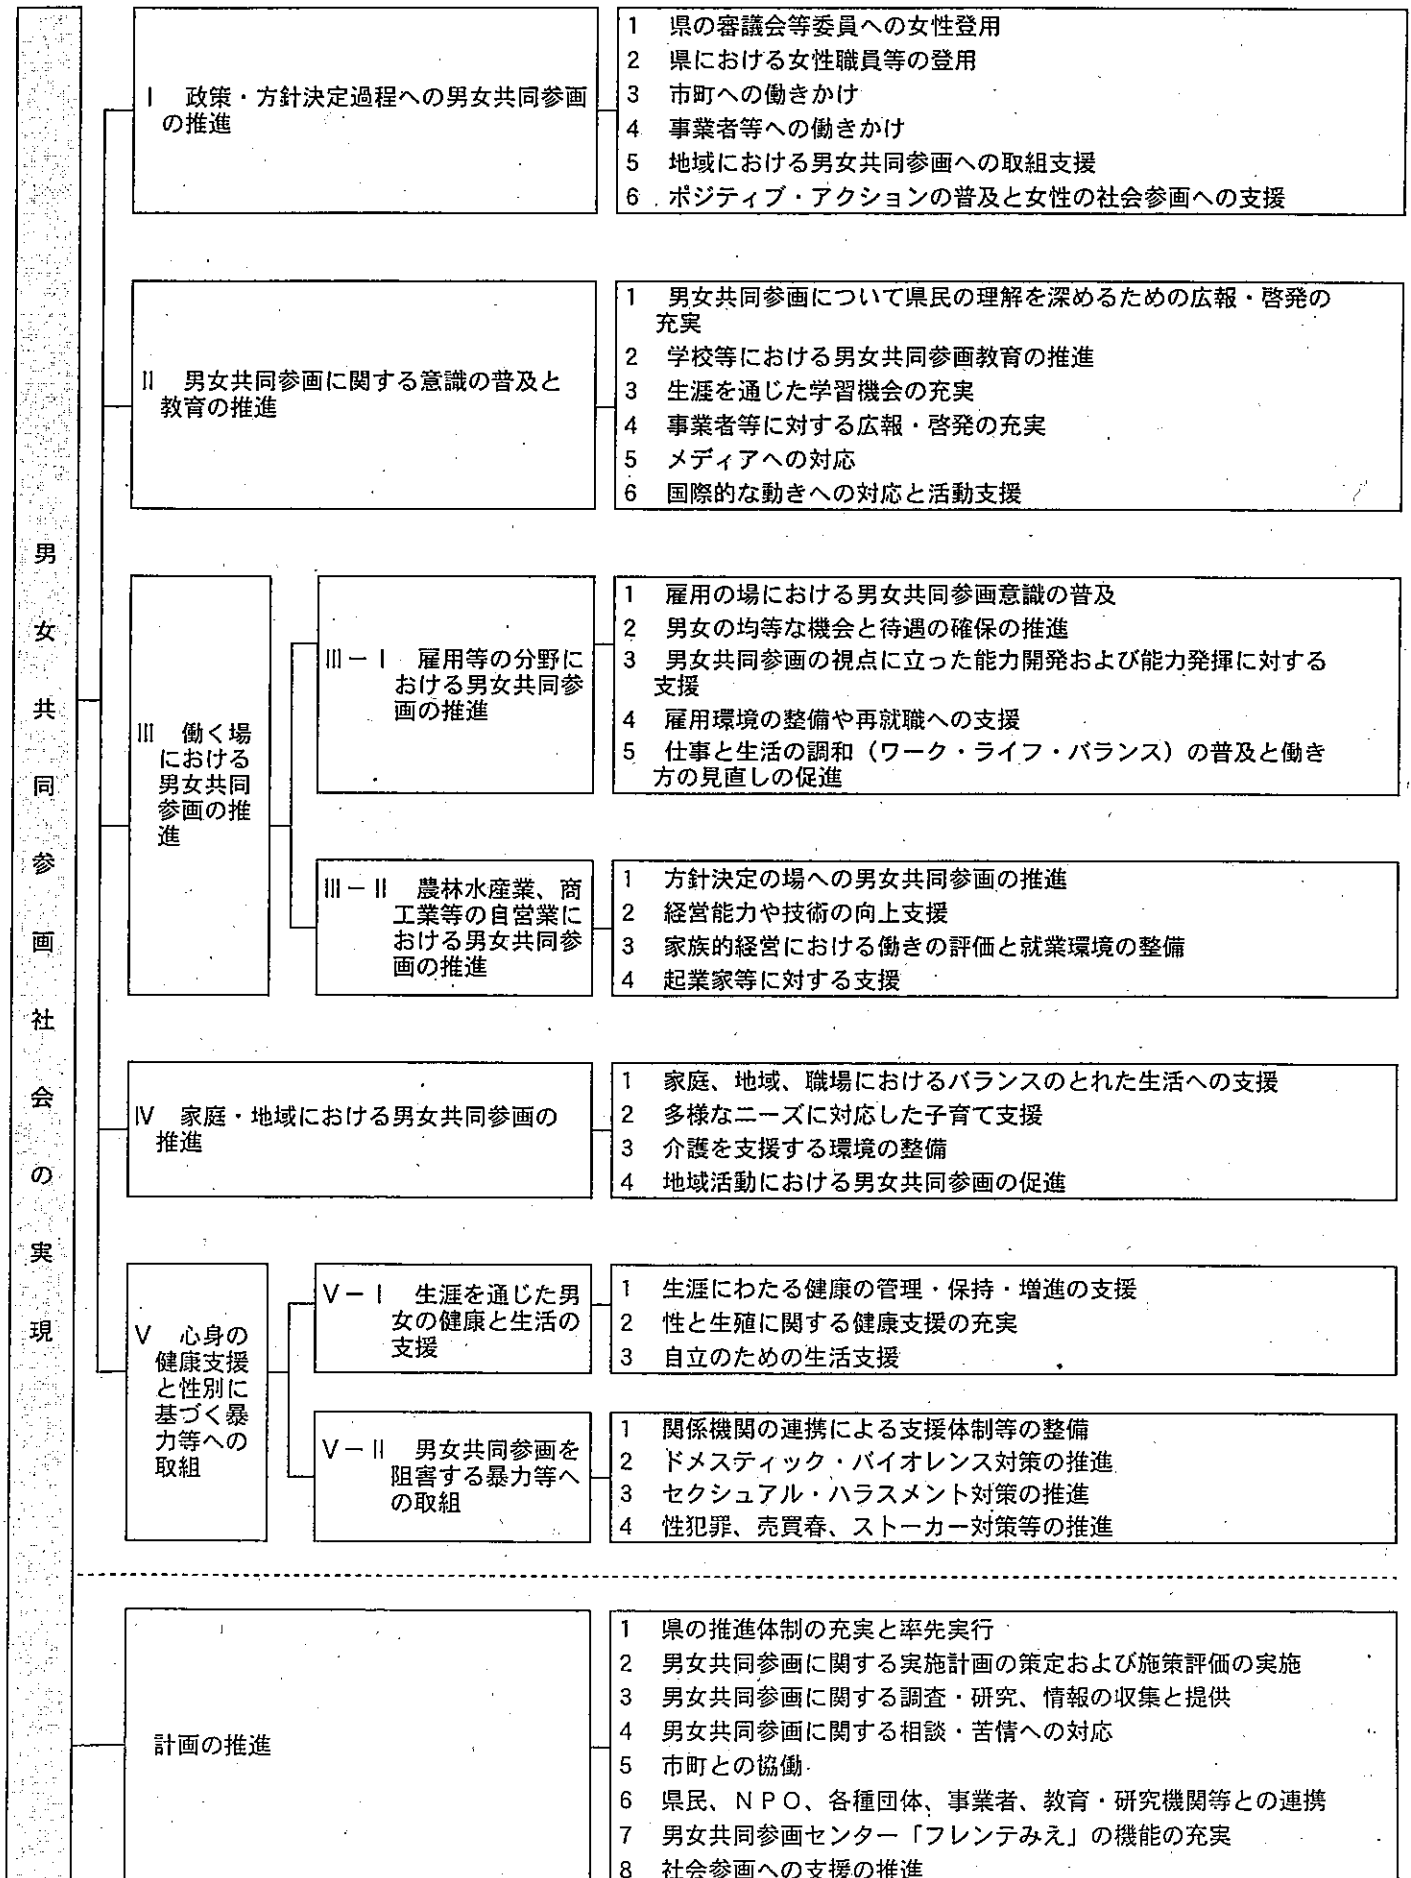 男女共同参画社会の実現
Ⅰ 政策・方針決定過程への男女共同参画
の推進
1 県の審議会等委員への女性登用
2 県における女性職員等の登用
3 市町への働きかけ
4 事業者等への働きかけ
5 地域における男女共同参画への取組支援
6 ポジティブ・アクションの普及と女性の社会参画への支援
Ⅱ 男女共同参画に関する意識の普及と
教育の推進
1 男女共同参画について県民の理解を深めるための広報・啓発の
充実
2 学校等における男女共同参画教育の推進
3 生涯を通じた学習機会の充実
4 事業者等に対する広報・啓発の充実
5 メディアへの対応
6 国際的な動きへの対応と活動支援
Ⅲ 働く場
における
男女共同
参画の推
進
Ⅲ－Ⅰ 雇用等の分野に
おける男女共同参
画の推進
1 雇用の場における男女共同参画意識の普及
2 男女の均等な機会と待遇の確保の推進
3 男女共同参画の視点に立った能力開発および能力発揮に対する
支援
4 雇用環境の整備や再就職への支援
5 仕事と生活の調和（ワーク・ライフ・バランス）の普及と働き
方の見直しの促進
Ⅲ－Ⅱ 農林水産業、商
工業等の自営業に
おける男女共同参
画の推進
1 方針決定の場への男女共同参画の推進
2 経営能力や技術の向上支援
3 家族的経営における働きの評価と就業環境の整備
4 起業家等に対する支援
Ⅳ 家庭・地域における男女共同参画の
推進
1 家庭、地域、職場におけるバランスのとれた生活への支援
2 多様なニーズに対応した子育て支援
3 介護を支援する環境の整備
4 地域活動における男女共同参画の促進
Ⅴ 心身の
健康支援
と性別に
基づく暴
力等への
取組
Ⅴ－Ⅰ 生涯を通じた男
女の健康と生活の
支援
1 生涯にわたる健康の管理・保持・増進の支援
2 性と生殖に関する健康支援の充実
3 自立のための生活支援
Ⅴ－Ⅱ 男女共同参画を
阻害する暴力等へ
の取組
1 関係機関の連携による支援体制等の整備
2 ドメスティック・バイオレンス対策の推進
3 セクシュアル・ハラスメント対策の推進
4 性犯罪、売買春、ストーカー対策等の推進
計画の推進
1 県の推進体制の充実と率先実行
2 男女共同参画に関する実施計画の策定および施策評価の実施
3 男女共同参画に関する調査・研究、情報の収集と提供
4 男女共同参画に関する相談・苦情への対応
5 市町との協働
6 県民、ＮＰＯ、各種団体、事業者、教育・研究機関等との連携
7 男女共同参画センター「フレンテみえ」の機能の充実
8 社会参画への支援の推進